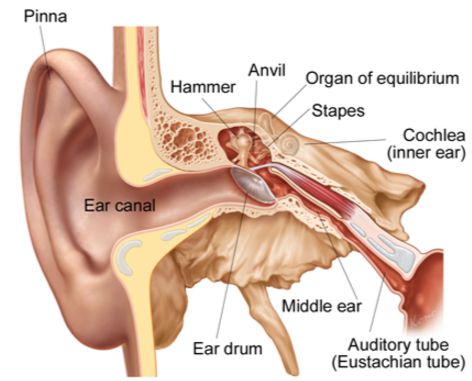 Pinna
Hammer
Anvil
Organ of equilibrium
Stapes
Cochlea
(inner ear)
Ear canal
Middle ear
Ear drum
Auditory tube
(Eustachian tube)